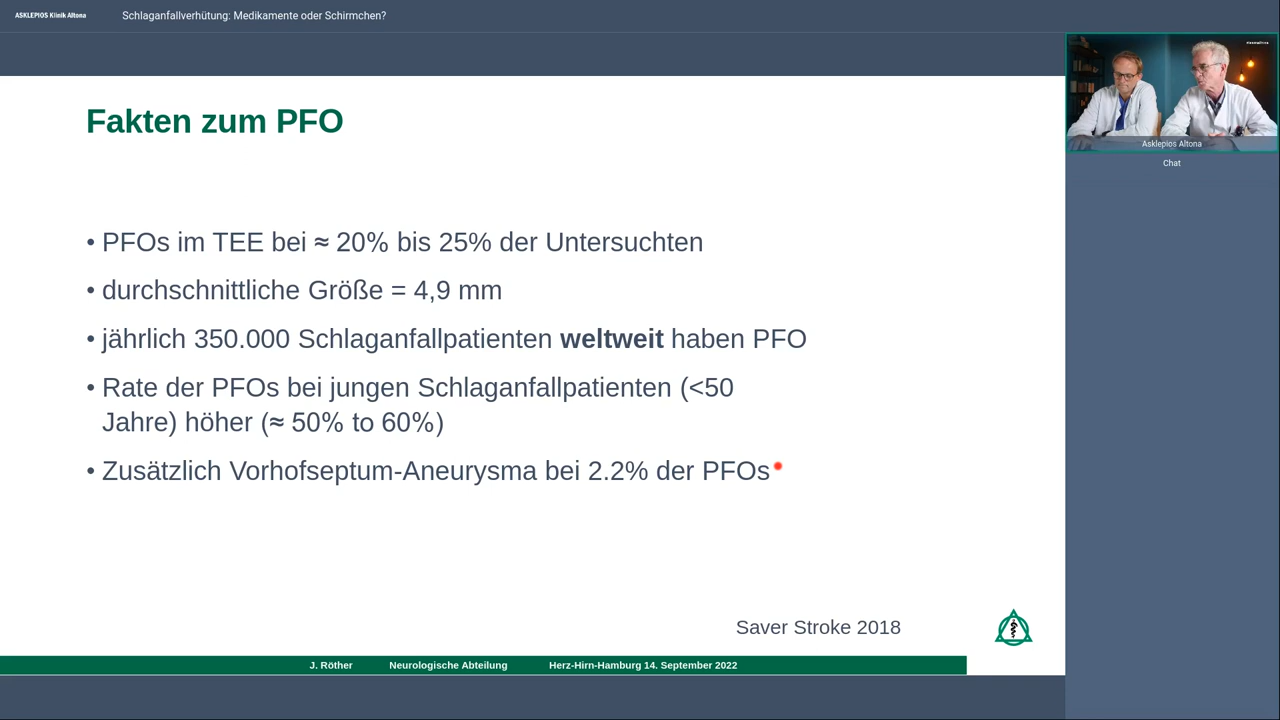 ASKLEPIOS Klinik Altona
Schlaganfallverhütung: Medikamente oder Schirmchen?
Fakten zum PFO
• PFOs im TEE bei ≈ 20% bis 25% der Untersuchten
• durchschnittliche Größe = 4,9 mm
• jährlich 350.000 Schlaganfallpatienten weltweit haben PFO
• Rate der PFOs bei jungen Schlaganfallpatienten (<50
Jahre) höher (≈ 50% to 60%)
• Zusätzlich Vorhofseptum-Aneurysma bei 2.2% der PFOs
Saver Stroke 2018
J. Röther Neurologische Abteilung Herz-Hirn-Hamburg 14. September 2022
Asklepios Altona
Chat